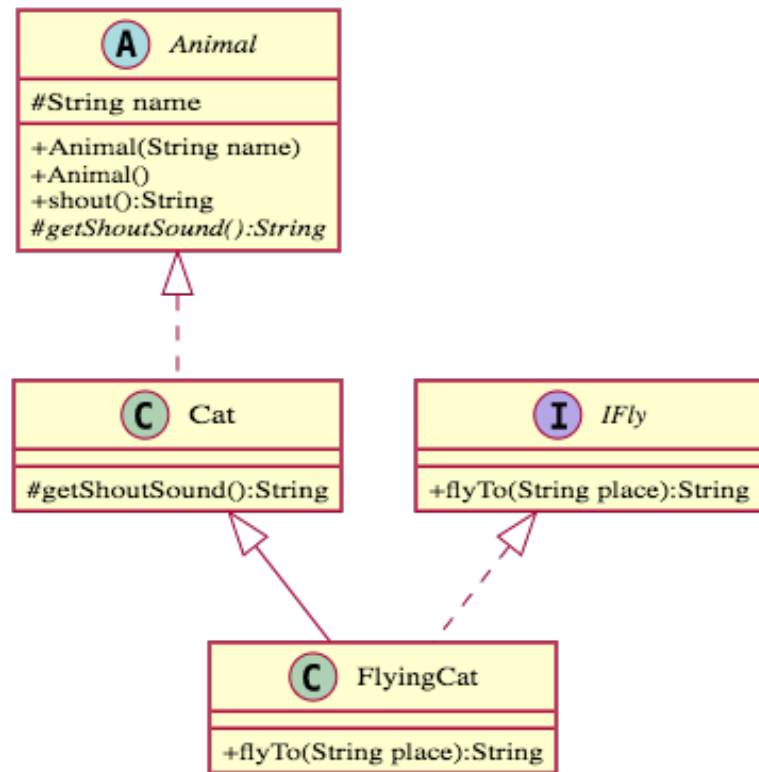 A Animal
#String name
+Animal(String name)
+Animal()
+shout():String
#getShoutSound():String
C Cat
#getShoutSound():String
I IFly
+flyTo(String place):String
C FlyingCat
+flyTo(String place):String